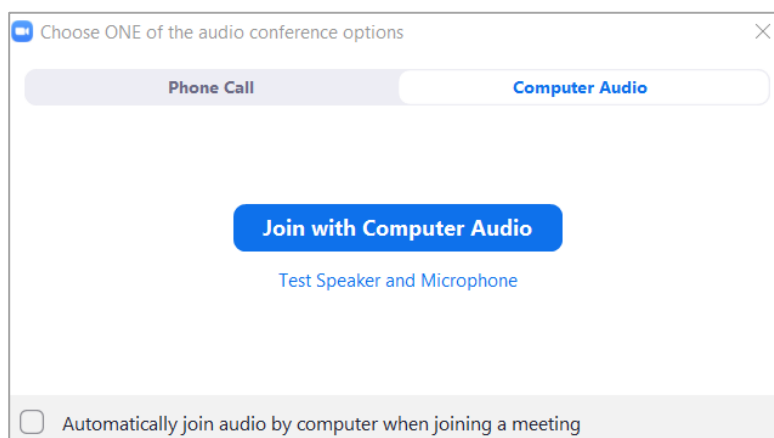 Choose ONE of the audio conference options
Phone Call
Computer Audio
Join with Computer Audio
Test Speaker and Microphone
Automatically join audio by computer when joining a meeting